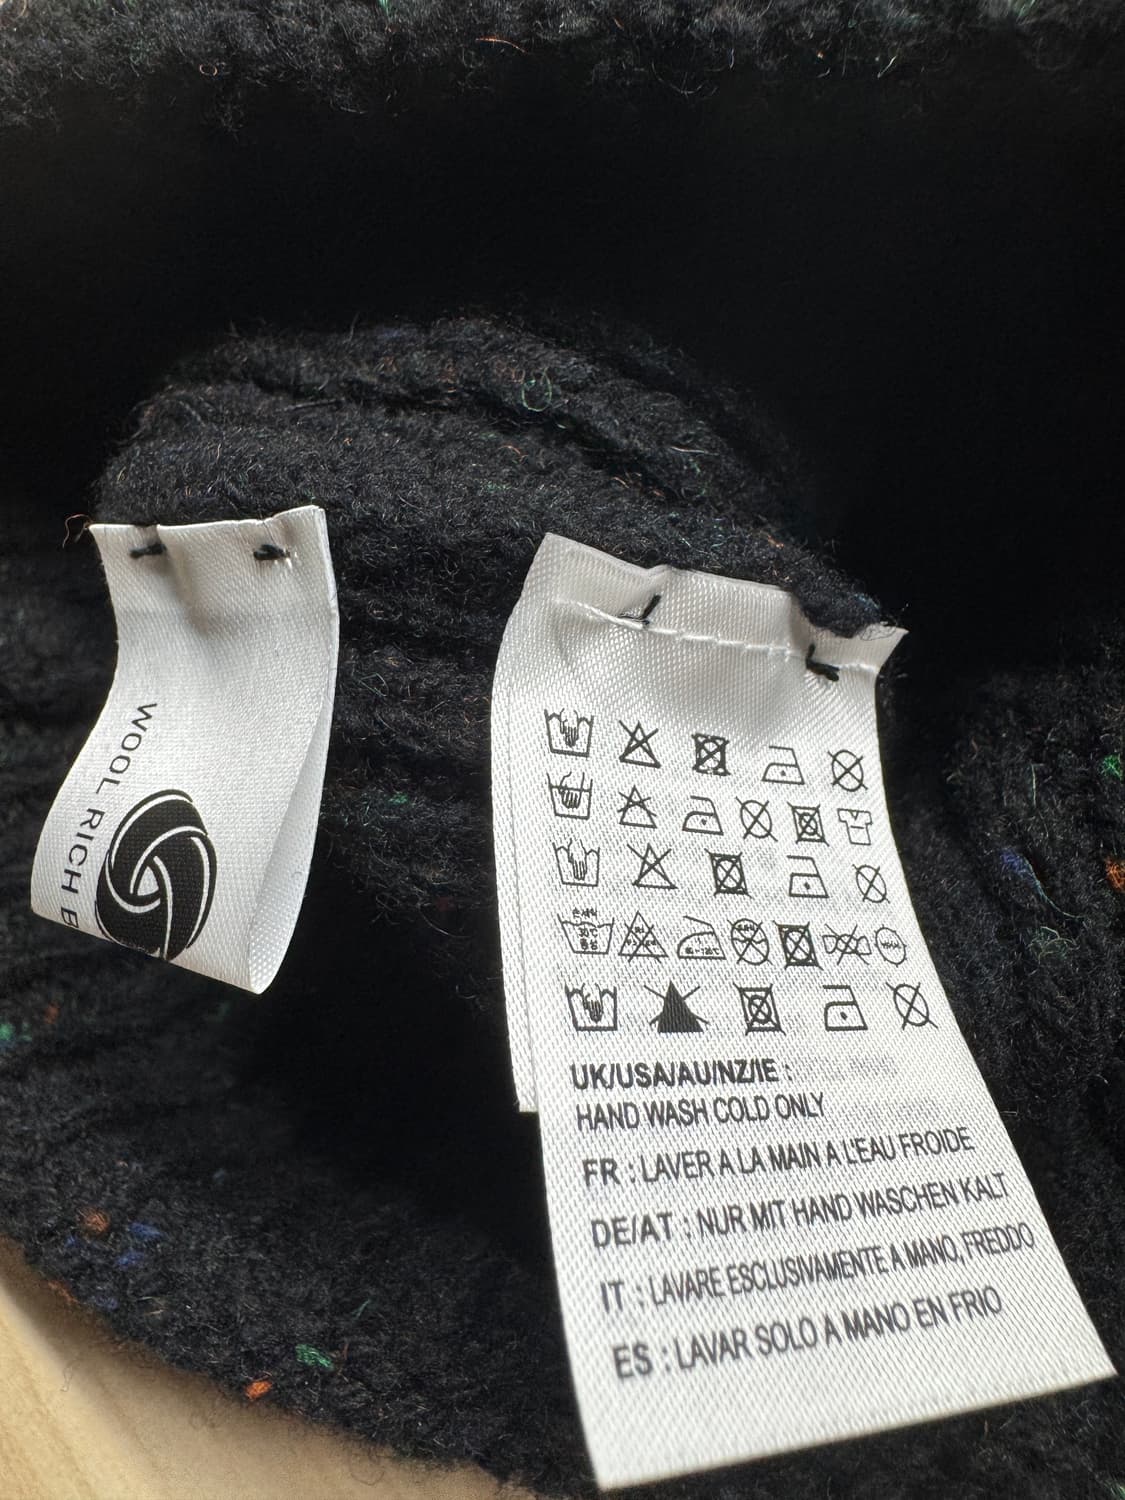 WOOL RICH
30℃
UK/USA/AU/NZ/IE :
HAND WASH COLD ONLY
FR : LAVER A LA MAIN A L'EAU FROIDE
DE/AT : NUR MIT HAND WASCHEN KALT
IT : LAVARE ESCLUSIVAMENTE A MANO, FREDDO
ES : LAVAR SOLO A MANO EN FRIO